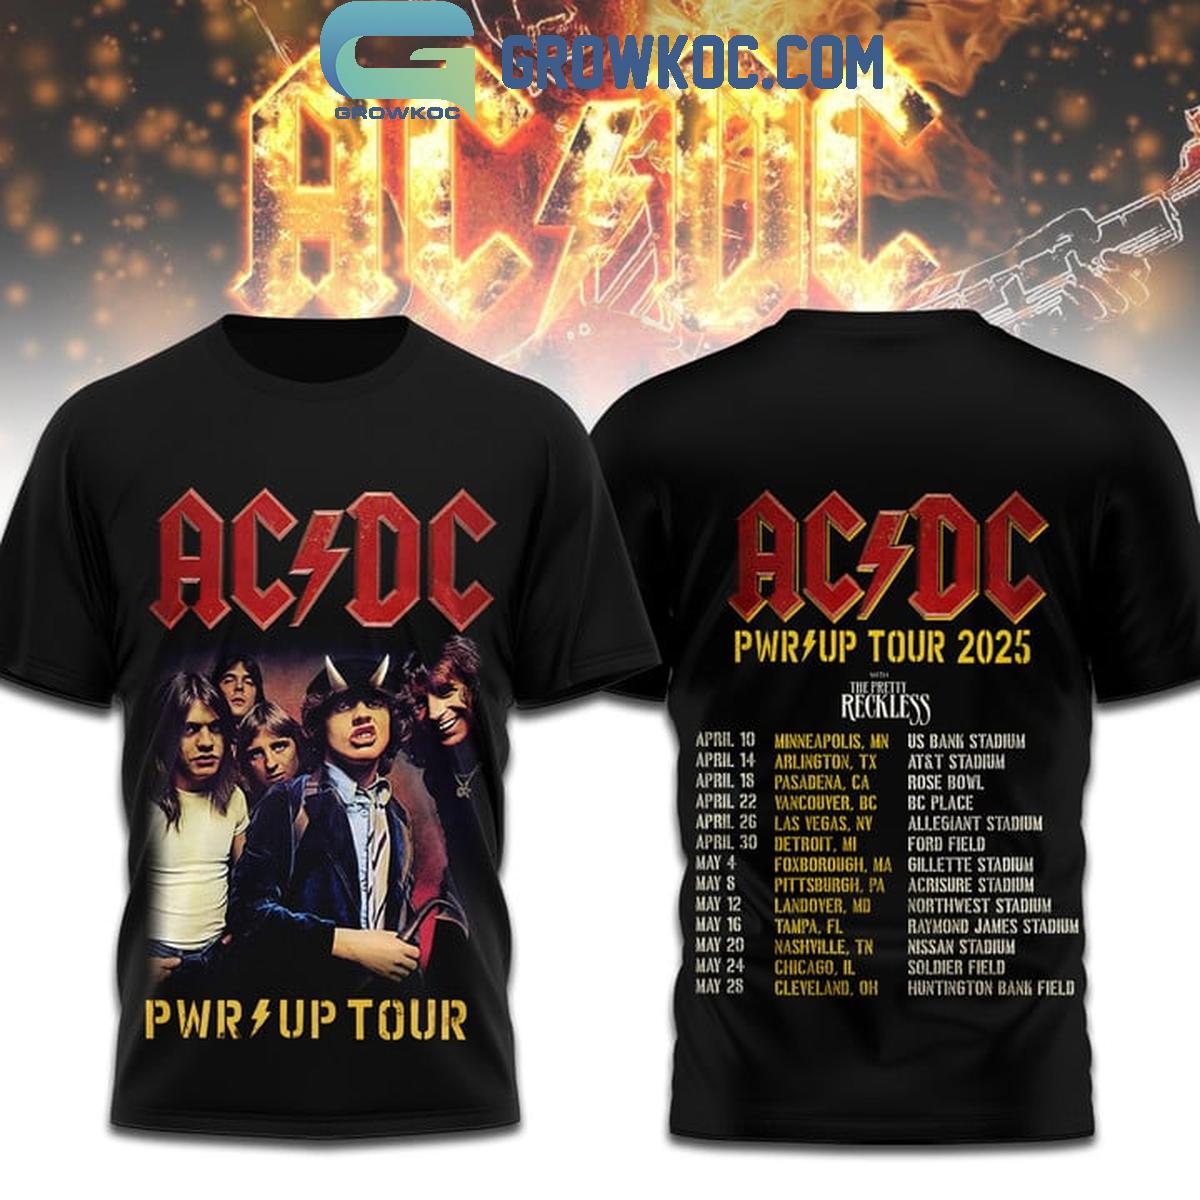 GROWKOC
GROWKOC.COM
AC⚡DC
AC⚡DC
PWR⚡UP TOUR
AC⚡DC
PWR⚡UP TOUR 2025
WITH
THE PRETTY
RECKLESS
APRIL 10 MINNEAPOLIS, MN US BANK STADIUM
APRIL 14 ARLINGTON, TX AT&T STADIUM
APRIL 18 PASADENA, CA ROSE BOWL
APRIL 22 VANCOUVER, BC BC PLACE
APRIL 26 LAS VEGAS, NV ALLEGIANT STADIUM
APRIL 30 DETROIT, MI FORD FIELD
MAY 4 FOXBOROUGH, MA GILLETTE STADIUM
MAY 8 PITTSBURGH, PA ACRISURE STADIUM
MAY 12 LANDOVER, MD NORTHWEST STADIUM
MAY 16 TAMPA, FL RAYMOND JAMES STADIUM
MAY 20 NASHVILLE, TN NISSAN STADIUM
MAY 24 CHICAGO, IL SOLDIER FIELD
MAY 28 CLEVELAND, OH HUNTINGTON BANK FIELD